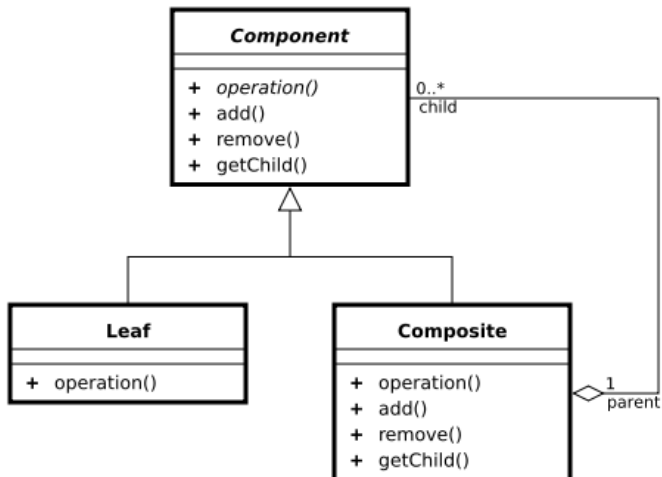 Component
+ operation()
+ add()
+ remove()
+ getChild()
0..*
child
Leaf
+ operation()
Composite
+ operation()
+ add()
+ remove()
+ getChild()
1
parent